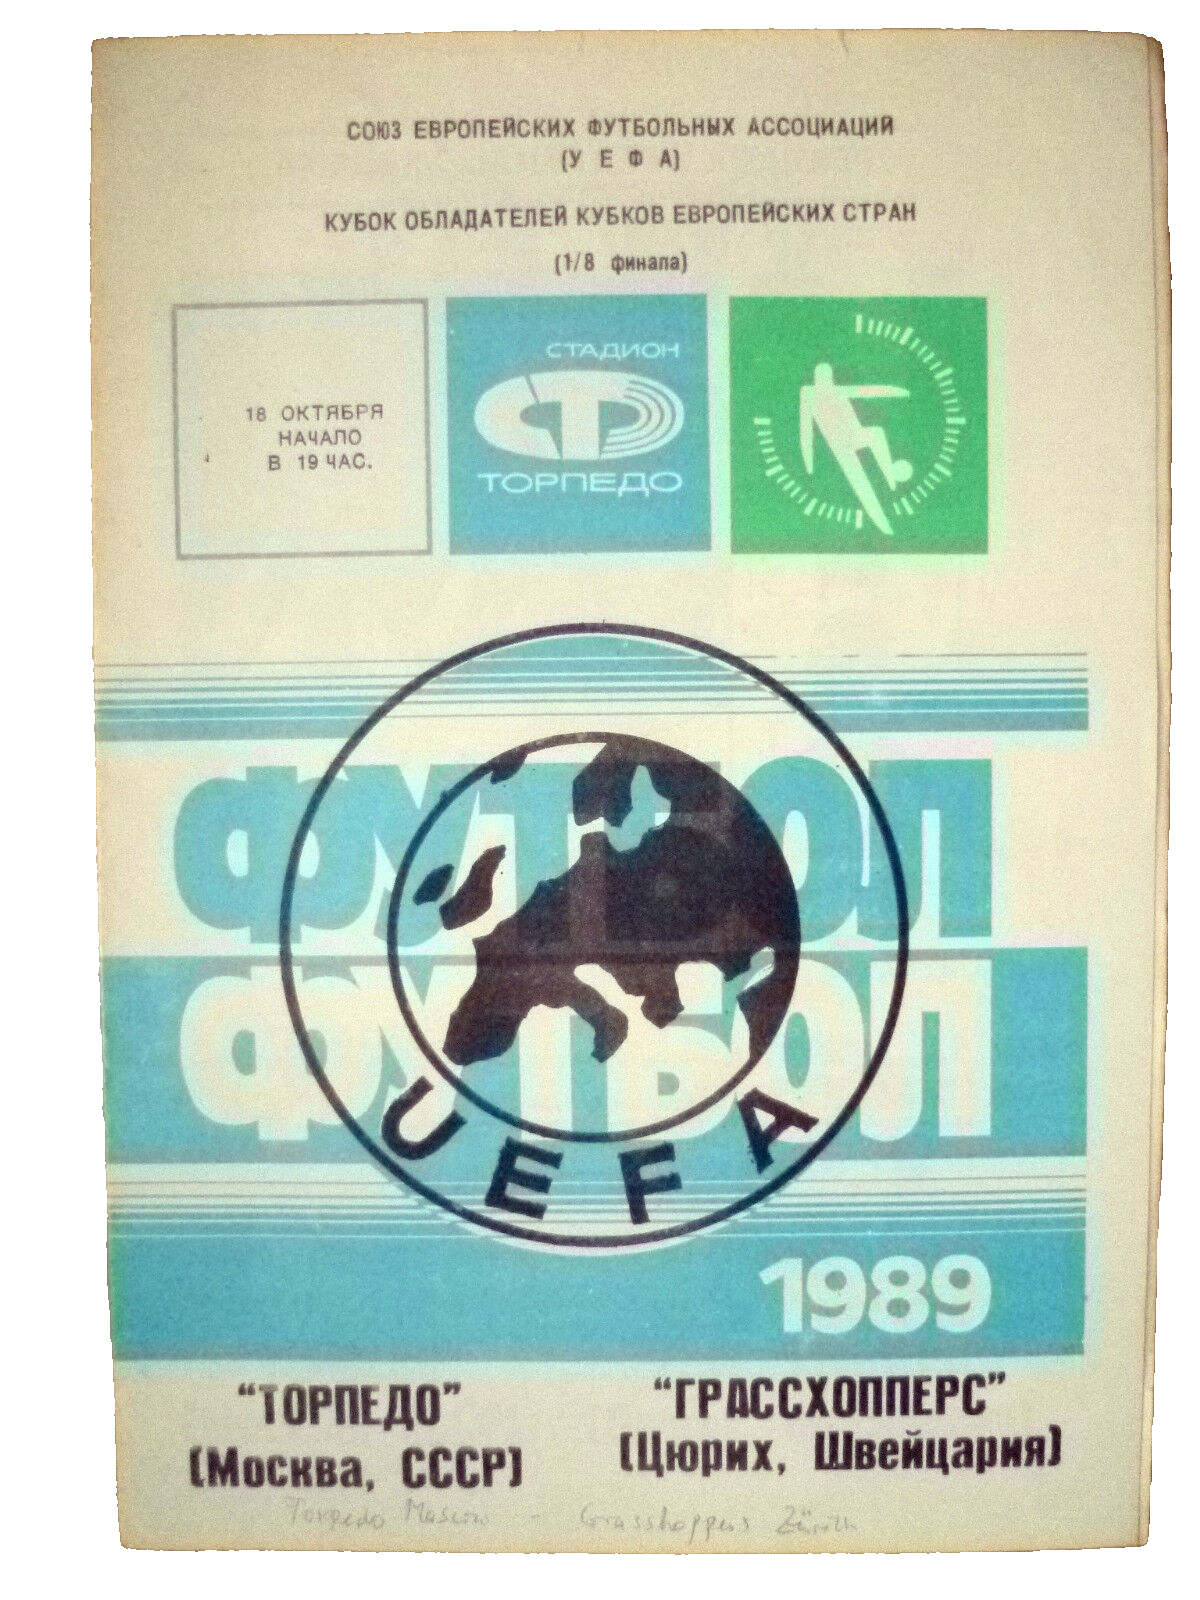 СОЮЗ ЕВРОПЕЙСКИХ ФУТБОЛЬНЫХ АССОЦИАЦИЙ
(У Е Ф А)
КУБОК ОБЛАДАТЕЛЕЙ КУБКОВ ЕВРОПЕЙСКИХ СТРАН
(1/8 финала)
18 ОКТЯБРЯ
НАЧАЛО
В 19 ЧАС.
СТАДИОН
ТОРПЕДО
ФУТБОЛ
ФУТБОЛ
UEFA
1989
“ТОРПЕДО”
(Москва, СССР)
“ГРАССХОППЕРС”
(Цюрих, Швейцария)
Torpedo Moscow - Grasshoppers Zürich